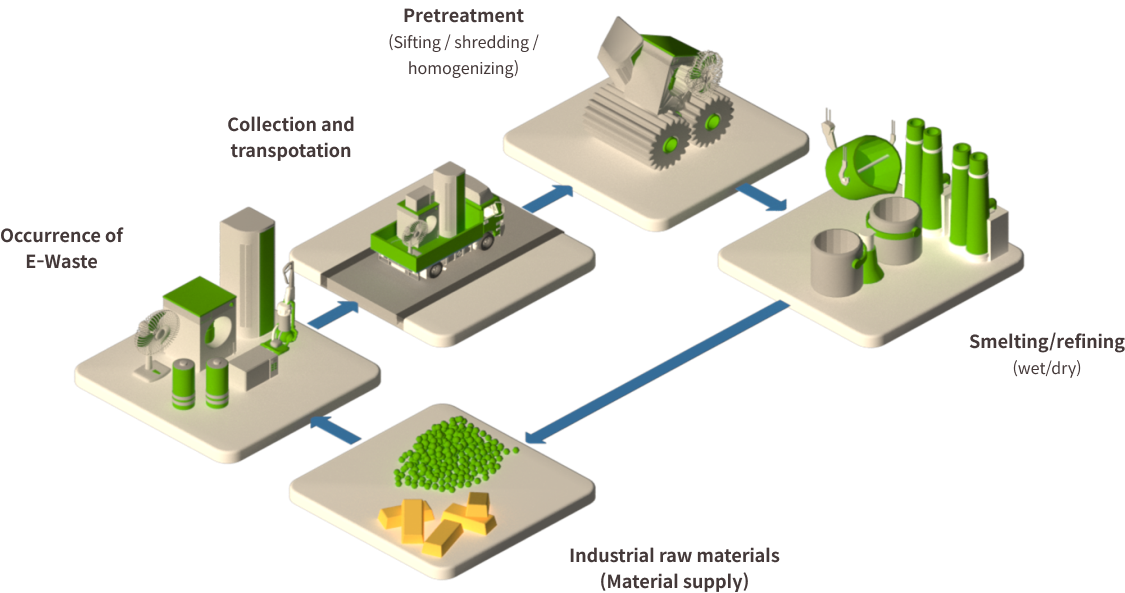 Pretreatment
(Sifting / shredding /
homogenizing)
Collection and
transpotation
Occurrence of
E-Waste
Smelting/refining
(wet/dry)
Industrial raw materials
(Material supply)